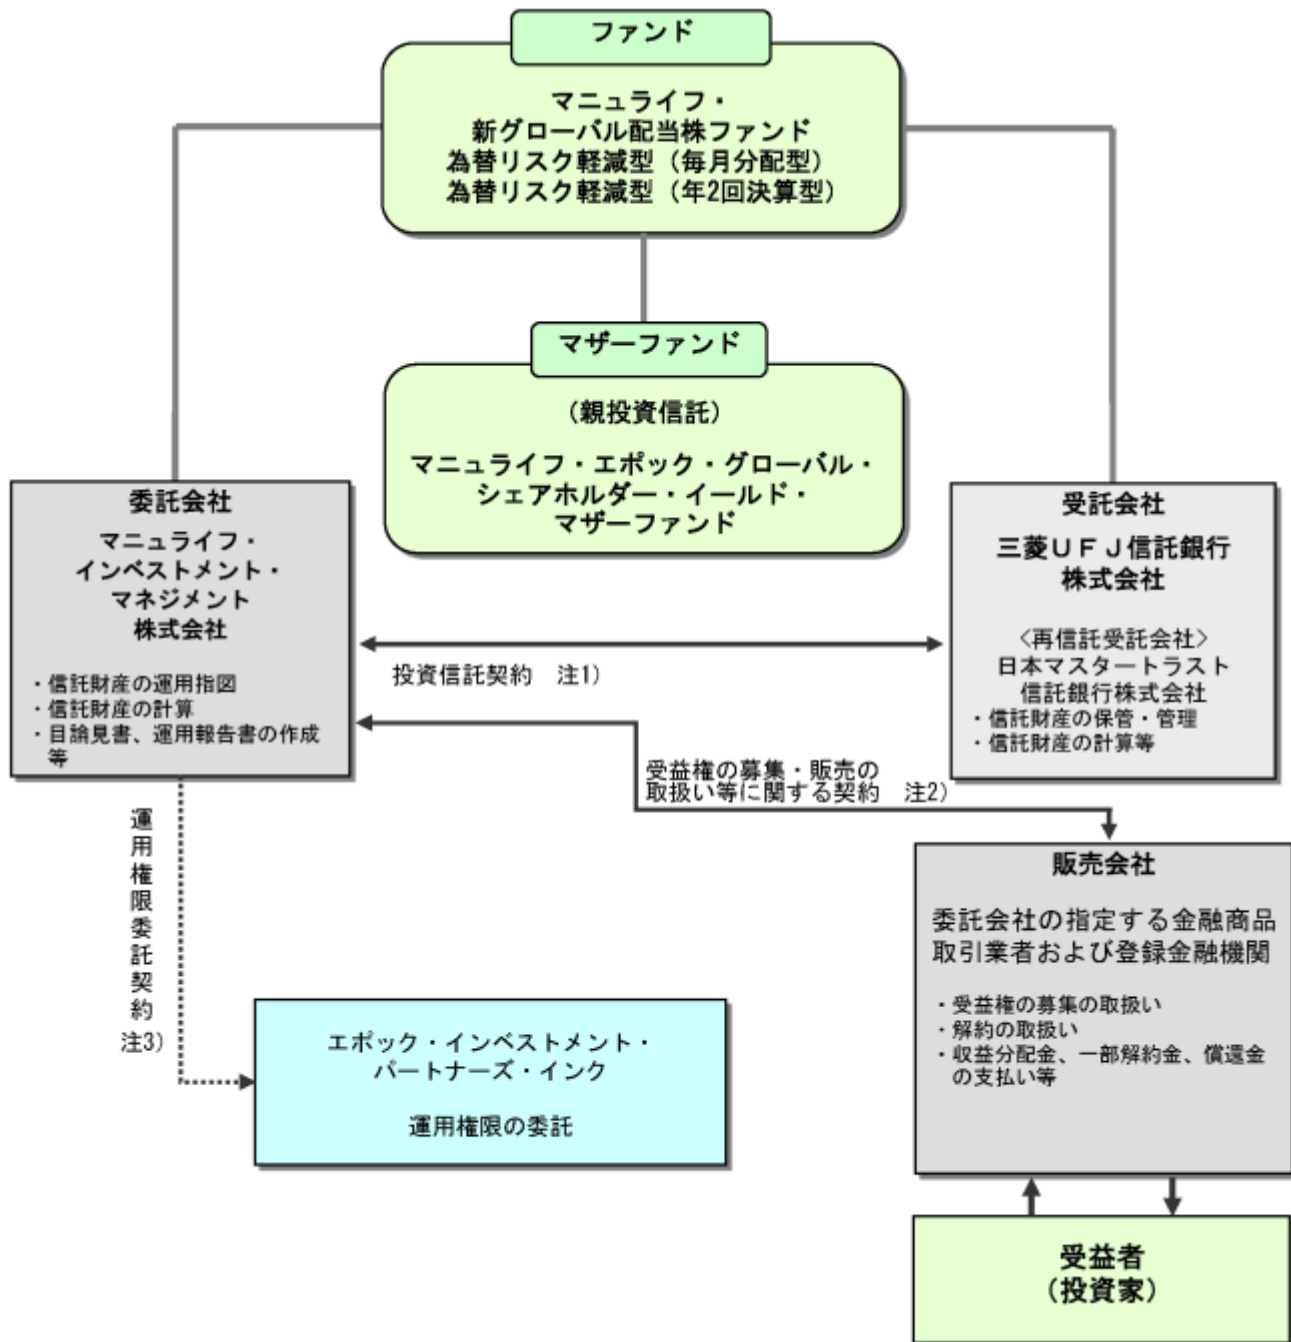 ファンド
マニュライフ・
新グローバル配当株ファンド
為替リスク軽減型（毎月分配型）
為替リスク軽減型（年2回決算型）
マザーファンド
（親投資信託）
マニュライフ・エポック・グローバル・
シェアホルダー・イールド・
マザーファンド
委託会社
マニュライフ・
インベストメント・
マネジメント
株式会社
・信託財産の運用指図
・信託財産の計算
・目論見書、運用報告書の作成
等
受託会社
三菱ＵＦＪ信託銀行
株式会社
〈再信託受託会社〉
日本マスタートラスト
信託銀行株式会社
・信託財産の保管・管理
・信託財産の計算等
投資信託契約　注1）
受益権の募集・販売の
取扱い等に関する契約　注2）
運用権限委託契約
注3）
エポック・インベストメント・
パートナーズ・インク
運用権限の委託
販売会社
委託会社の指定する金融商品
取引業者および登録金融機関
・受益権の募集の取扱い
・解約の取扱い
・収益分配金、一部解約金、償還金
の支払い等
受益者
（投資家）